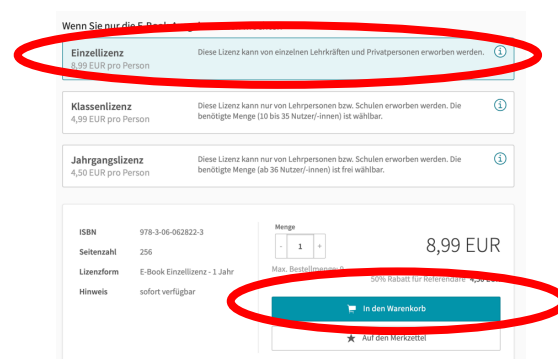 Wenn Sie nur die E-Book
Einzellizenz
8,99 EUR pro Person
Diese Lizenz kann von einzelnen Lehrkräften und Privatpersonen erworben werden.
Klassenlizenz
4,99 EUR pro Person
Diese Lizenz kann nur von Lehrpersonen bzw. Schulen erworben werden. Die
benötigte Menge (10 bis 35 Nutzer/-innen) ist wählbar.
Jahrgangslizenz
4,50 EUR pro Person
Diese Lizenz kann nur von Lehrpersonen bzw. Schulen erworben werden. Die
benötigte Menge (ab 36 Nutzer/-innen) ist frei wählbar.
ISBN 978-3-06-062822-3
Seitenzahl 256
Lizenzform E-Book Einzellizenz - 1 Jahr
Hinweis sofort verfügbar
Menge
- 1 +
8,99 EUR
Max. Bestellmenge: 9
50% Rabatt für Referendare
In den Warenkorb
Auf den Merkzettel